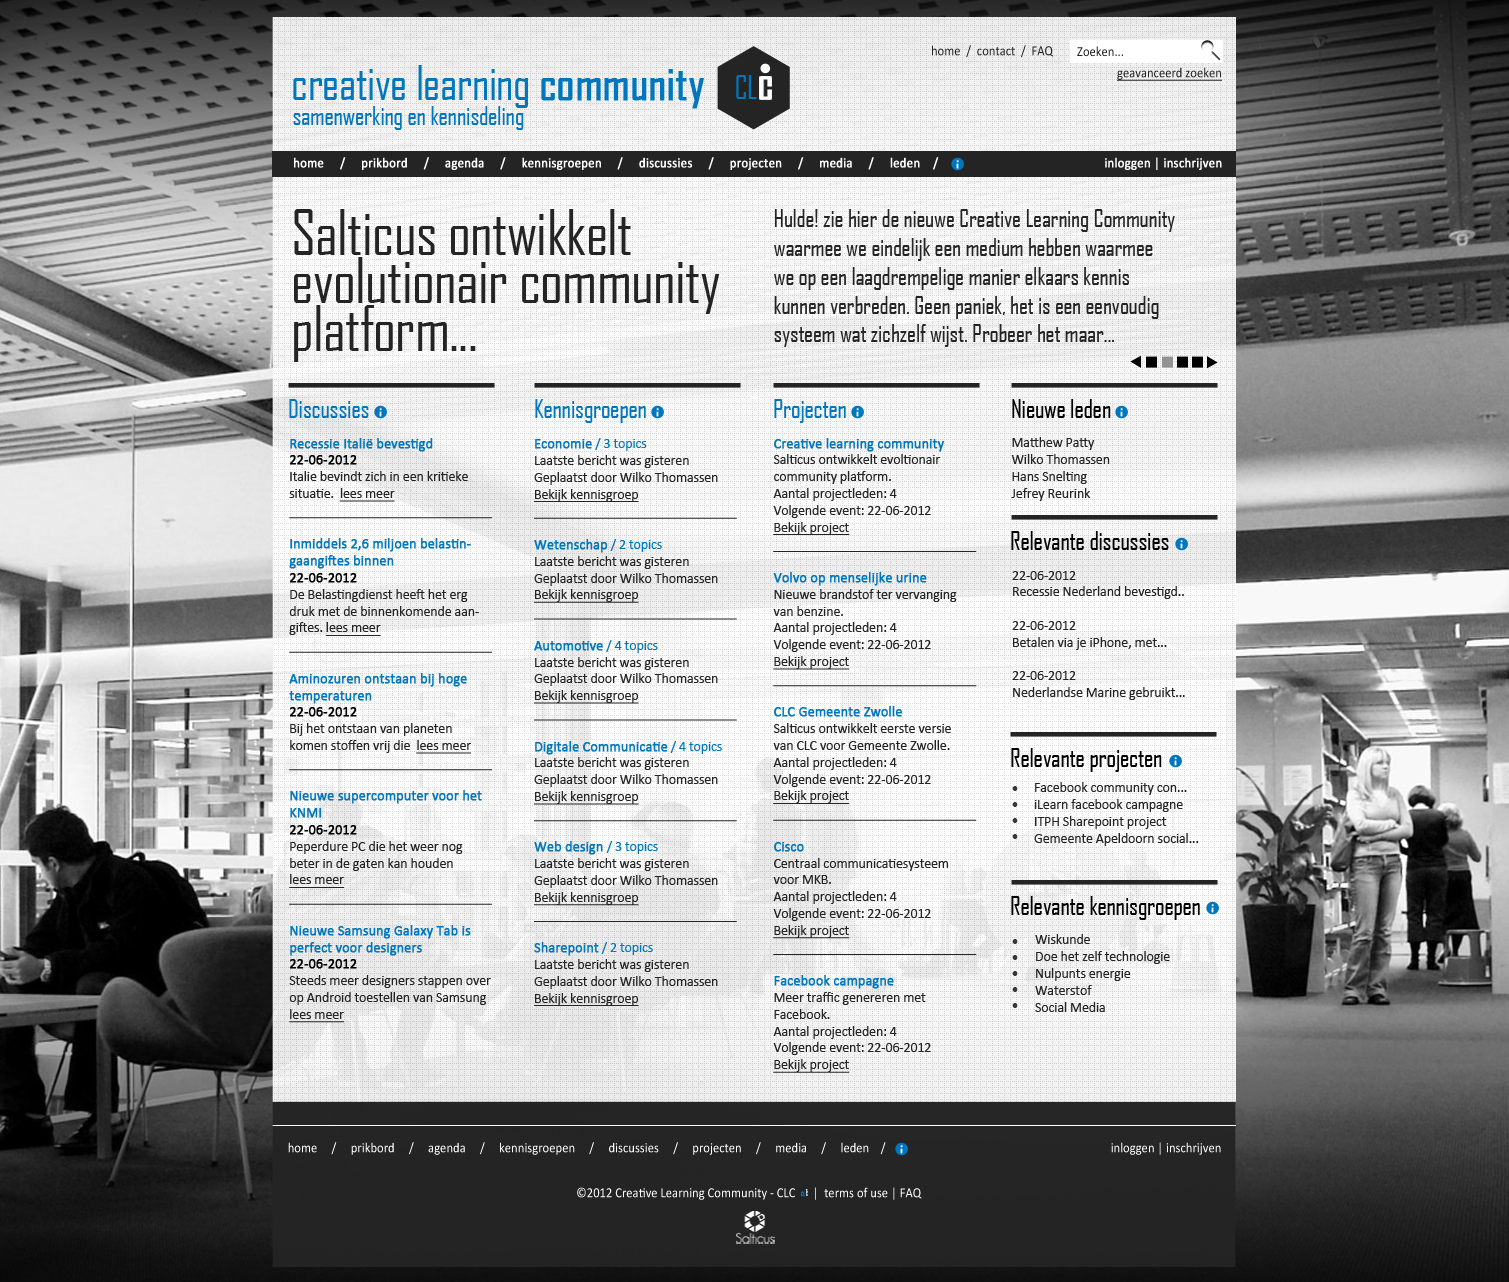 home / contact / FAQ
Zoeken...
geavanceerd zoeken
creative learning community
samenwerking en kennisdeling
CLC
home / prikbord / agenda / kennisgroepen / discussies / projecten / media / leden / i
inloggen | inschrijven
Salticus ontwikkelt
evolutionair community
platform...
Hulde! zie hier de nieuwe Creative Learning Community
waarmee we eindelijk een medium hebben waarmee
we op een laagdrempelige manier elkaars kennis
kunnen verbreden. Geen paniek, het is een eenvoudig
systeem wat zichzelf wijst. Probeer het maar...
Discussies i
Recessie Italië bevestigd
22-06-2012
Italie bevindt zich in een kritieke
situatie. lees meer
Inmiddels 2,6 miljoen belastin-
gaangiftes binnen
22-06-2012
De Belastingdienst heeft het erg
druk met de binnenkomende aan-
giftes. lees meer
Aminozuren ontstaan bij hoge
temperaturen
22-06-2012
Bij het ontstaan van planeten
komen stoffen vrij die lees meer
Nieuwe supercomputer voor het
KNMI
22-06-2012
Peperdure PC die het weer nog
beter in de gaten kan houden
lees meer
Nieuwe Samsung Galaxy Tab is
perfect voor designers
22-06-2012
Steeds meer designers stappen over
op Android toestellen van Samsung
lees meer
Kennisgroepen i
Economie / 3 topics
Laatste bericht was gisteren
Geplaatst door Wilko Thomassen
Bekijk kennisgroep
Wetenschap / 2 topics
Laatste bericht was gisteren
Geplaatst door Wilko Thomassen
Bekijk kennisgroep
Automotive / 4 topics
Laatste bericht was gisteren
Geplaatst door Wilko Thomassen
Bekijk kennisgroep
Digitale Communicatie / 4 topics
Laatste bericht was gisteren
Geplaatst door Wilko Thomassen
Bekijk kennisgroep
Web design / 3 topics
Laatste bericht was gisteren
Geplaatst door Wilko Thomassen
Bekijk kennisgroep
Sharepoint / 2 topics
Laatste bericht was gisteren
Geplaatst door Wilko Thomassen
Bekijk kennisgroep
Projecten i
Creative learning community
Salticus ontwikkelt evoltionair
community platform.
Aantal projectleden: 4
Volgende event: 22-06-2012
Bekijk project
Volvo op menselijke urine
Nieuwe brandstof ter vervanging
van benzine.
Aantal projectleden: 4
Volgende event: 22-06-2012
Bekijk project
CLC Gemeente Zwolle
Salticus ontwikkelt eerste versie
van CLC voor Gemeente Zwolle.
Aantal projectleden: 4
Volgende event: 22-06-2012
Bekijk project
Cisco
Centraal communicatiesysteem
voor MKB.
Aantal projectleden: 4
Volgende event: 22-06-2012
Bekijk project
Facebook campagne
Meer traffic genereren met
Facebook.
Aantal projectleden: 4
Volgende event: 22-06-2012
Bekijk project
Nieuwe leden i
Matthew Patty
Wilko Thomassen
Hans Snelting
Jefrey Reurink
Relevante discussies i
22-06-2012
Recessie Nederland bevestigd..
22-06-2012
Betalen via je iPhone, met...
22-06-2012
Nederlandse Marine gebruikt...
Relevante projecten i
• Facebook community con...
• iLearn facebook campagne
• ITPH Sharepoint project
• Gemeente Apeldoorn social...
Relevante kennisgroepen i
• Wiskunde
• Doe het zelf technologie
• Nulpunts energie
• Waterstof
• Social Media
home / prikbord / agenda / kennisgroepen / discussies / projecten / media / leden / i
inloggen | inschrijven
©2012 Creative Learning Community - CLC | terms of use | FAQ
Salticus